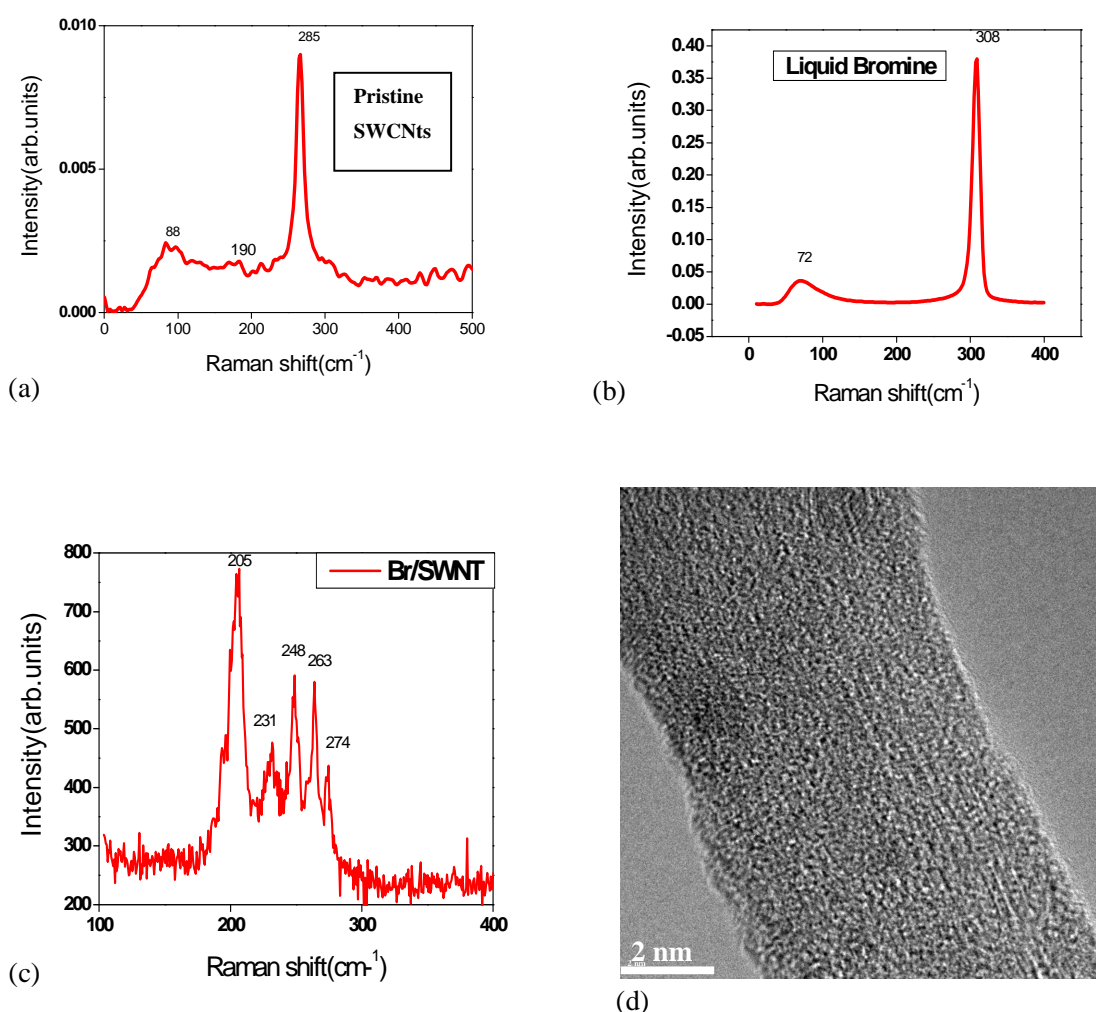 0.010
285
Pristine
SWCNts
Intensity(arb.units)
0.005
88
190
0.000
0 100 200 300 400 500
Raman shift(cm-1)
(a)
308
0.40
Liquid Bromine
0.35
0.30
0.25
Intensity(arb.units)
0.20
0.15
0.10
72
0.05
0.00
-0.05
0 100 200 300 400
Raman shift(cm-1)
(b)
800
205
Br/SWNT
700
248 263
600
231
274
500
Intensity(arb.units)
400
300
200
100 200 300 400
Raman shift(cm-1)
(c)
2 nm
(d)